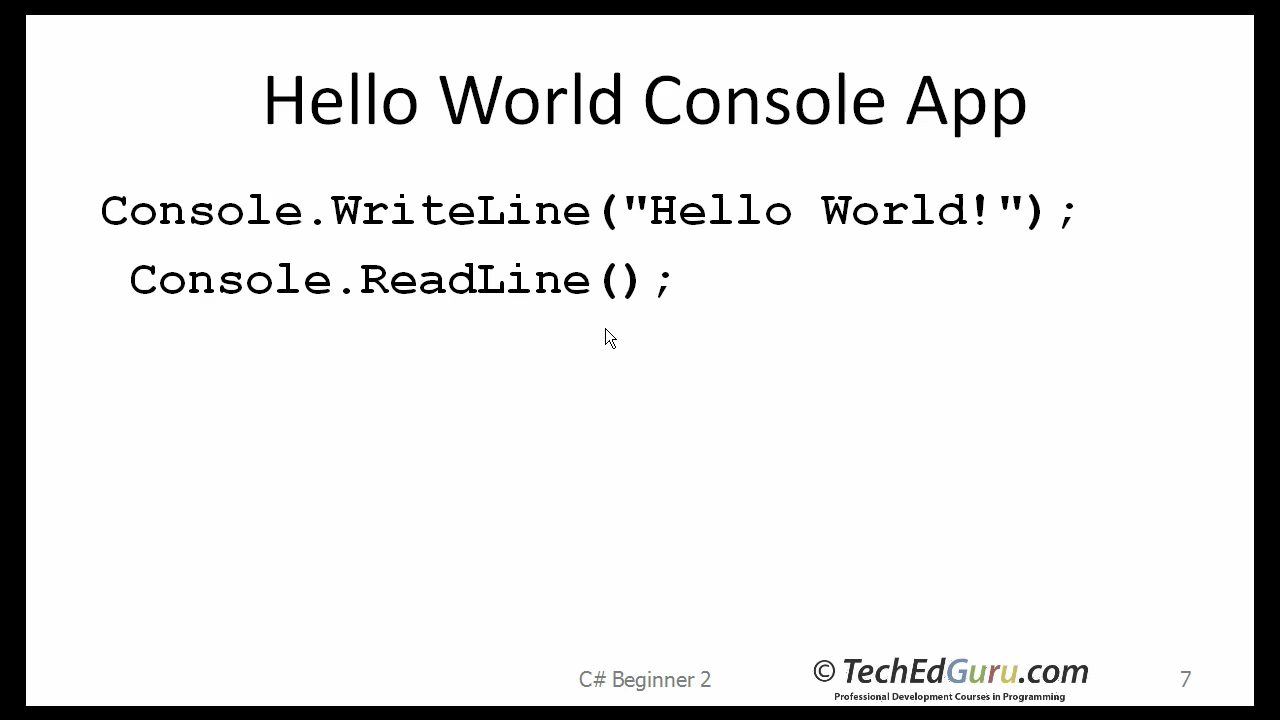 Hello World Console App
Console.WriteLine("Hello World!");
Console.ReadLine();
C# Beginner 2
© TechEdGuru.com
Professional Development Courses in Programming
7